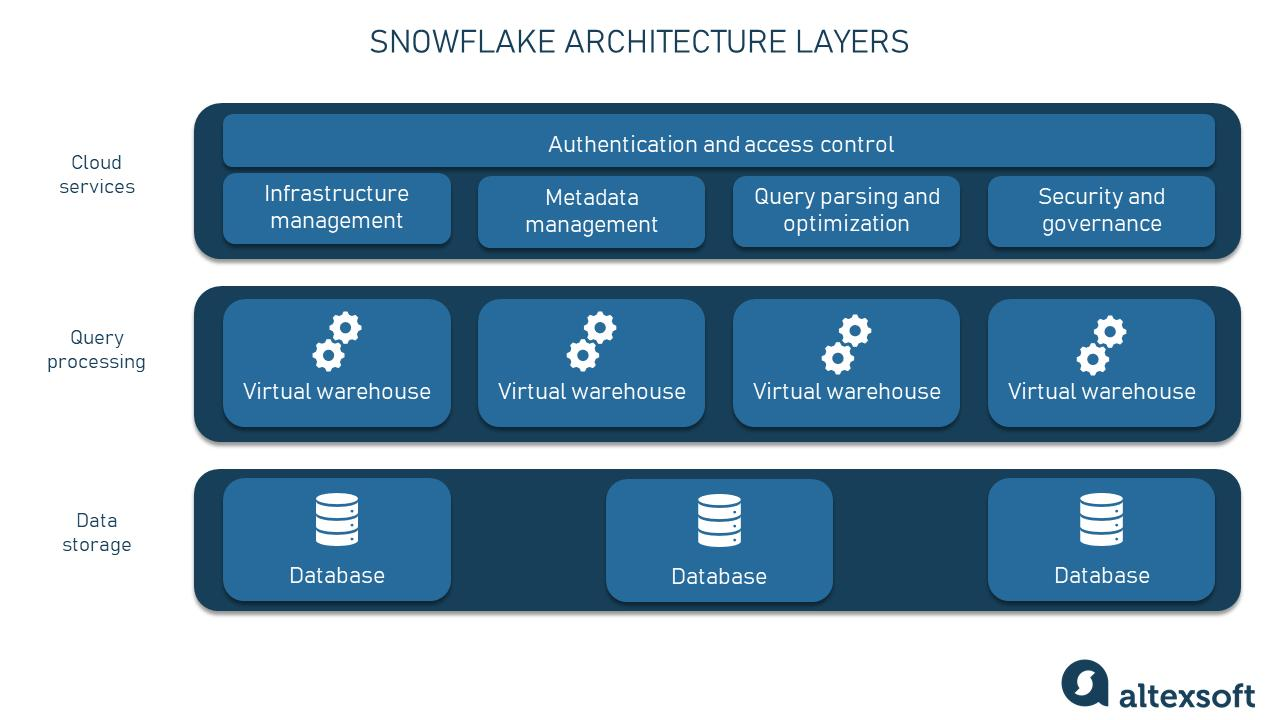 SNOWFLAKE ARCHITECTURE LAYERS
Cloud
services
Authentication and access control
Infrastructure
management
Metadata
management
Query parsing and
optimization
Security and
governance
Query
processing
Virtual warehouse
Virtual warehouse
Virtual warehouse
Virtual warehouse
Data
storage
Database
Database
Database
altexsoft